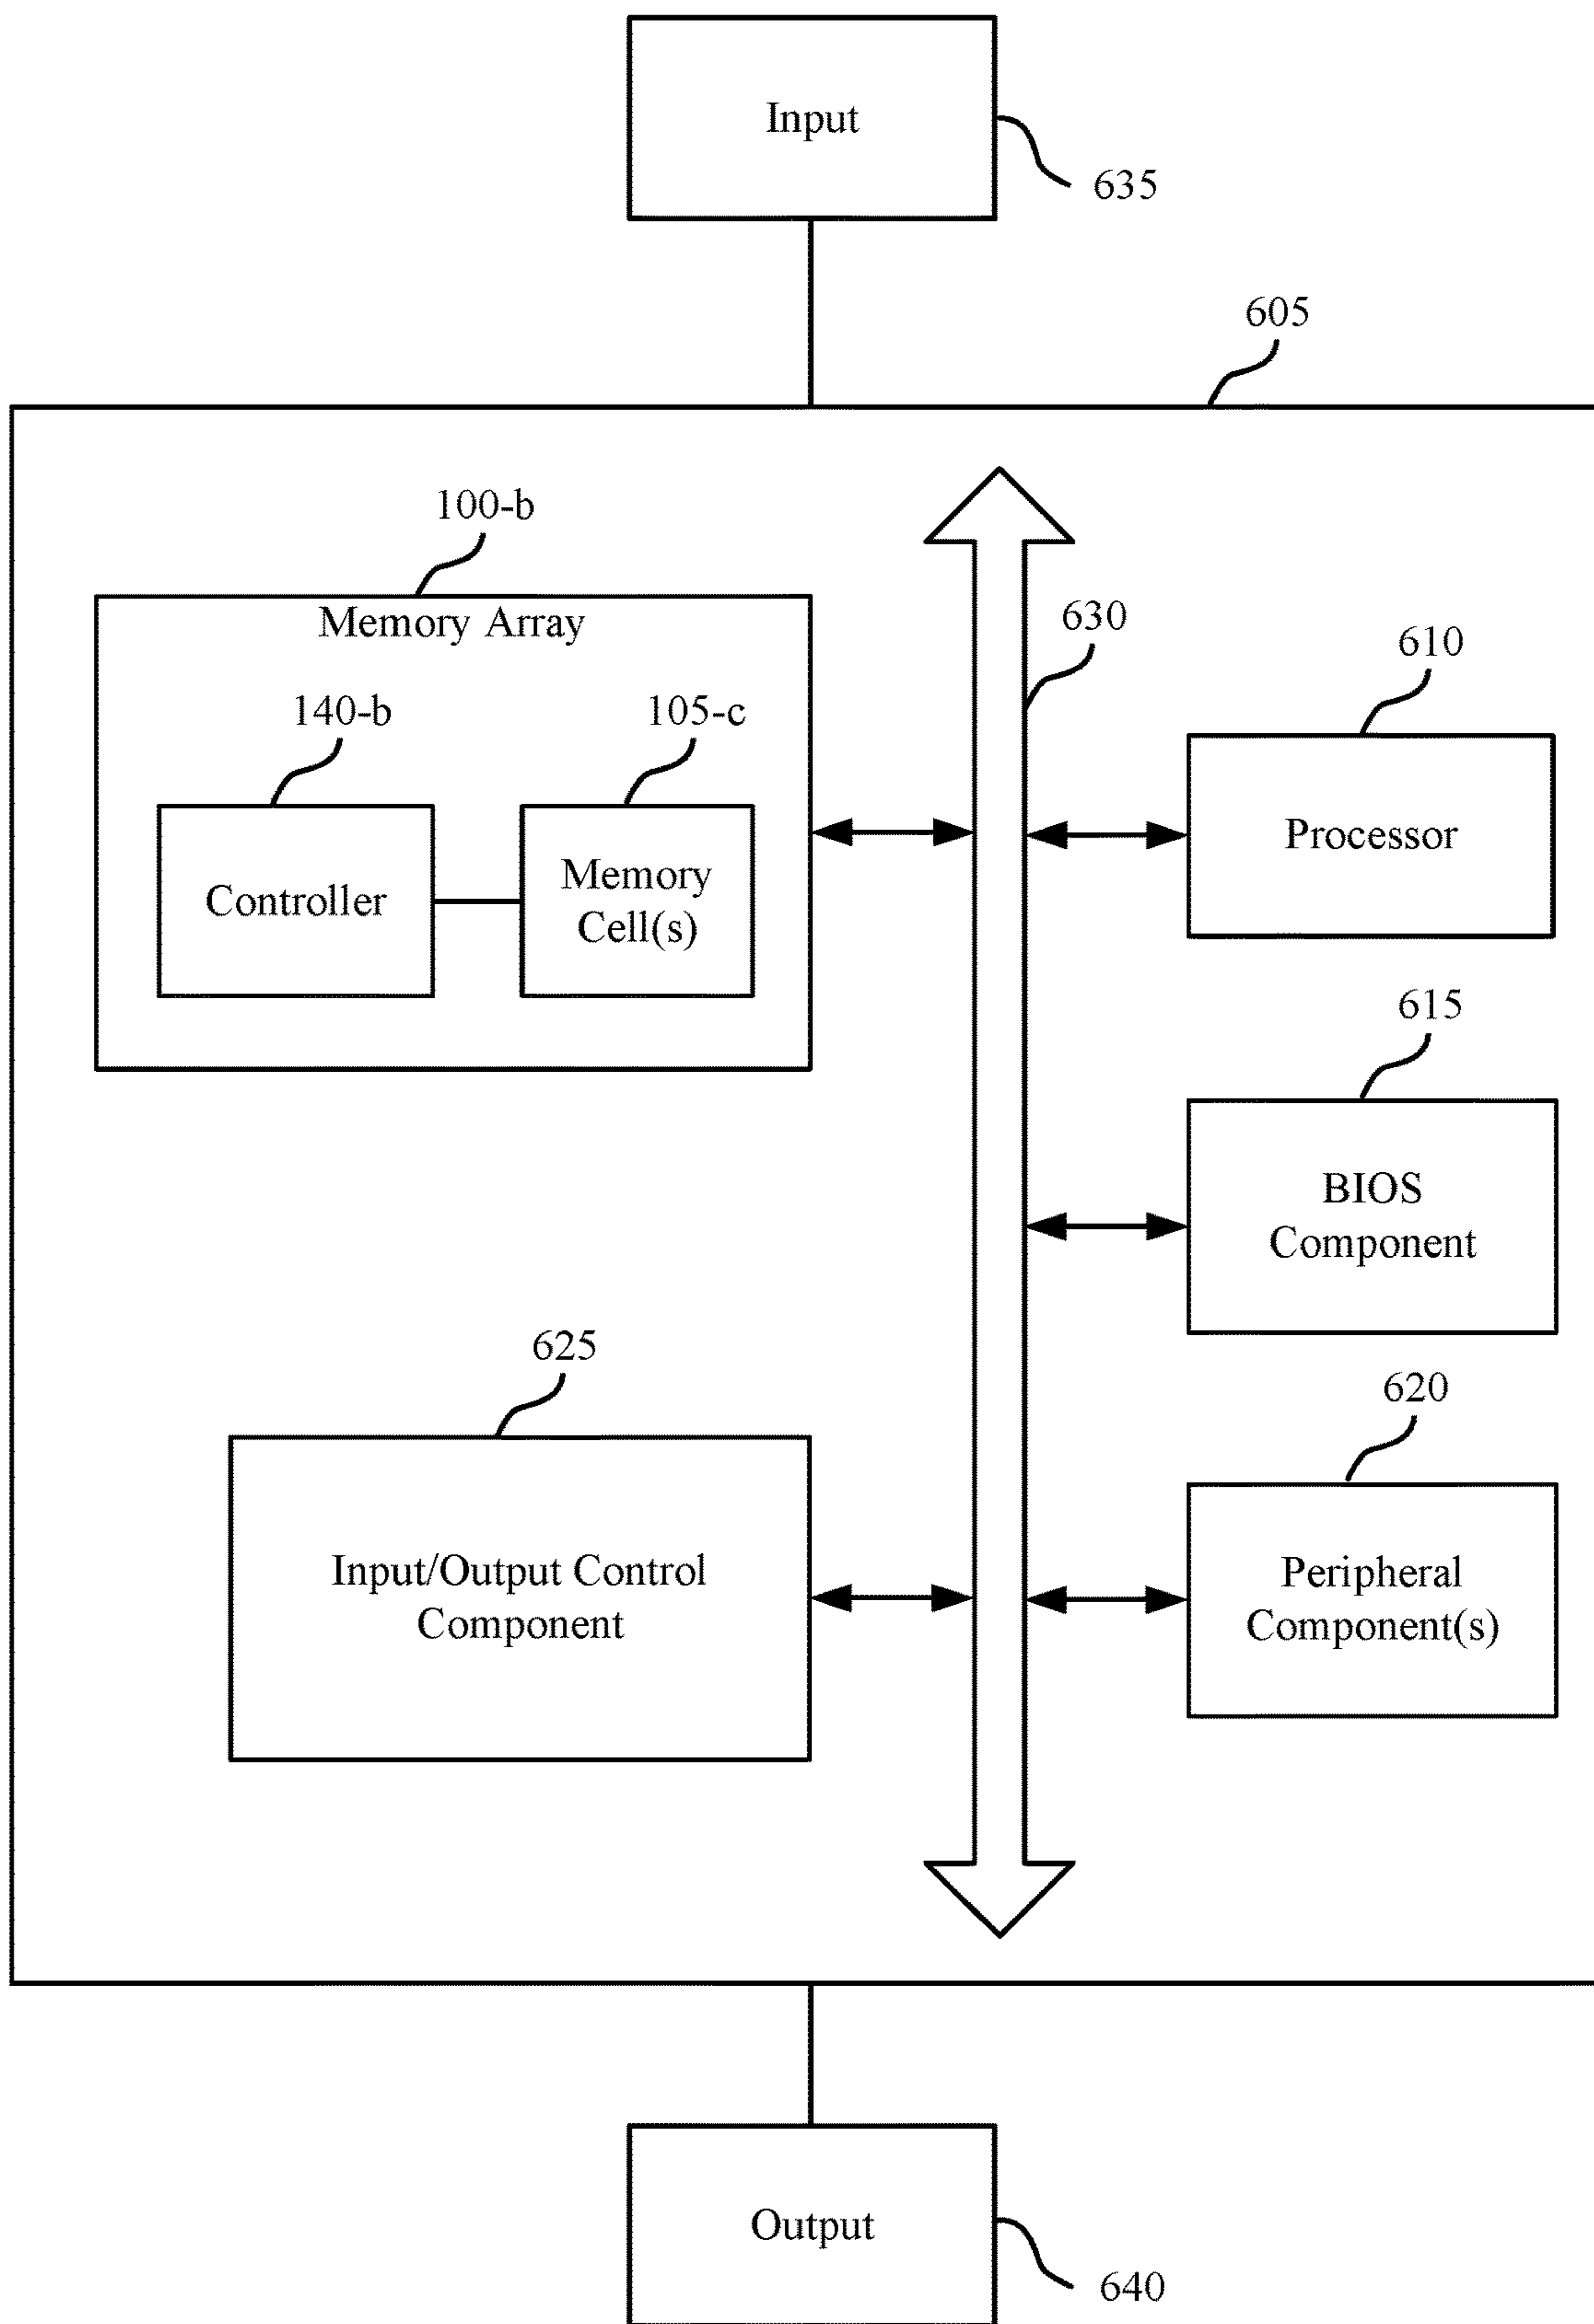 Input
635
605
100-b
Memory Array
630
610
140-b
105-c
Controller
Memory
Cell(s)
Processor
615
BIOS
Component
625
620
Input/Output Control
Component
Peripheral
Component(s)
Output
640